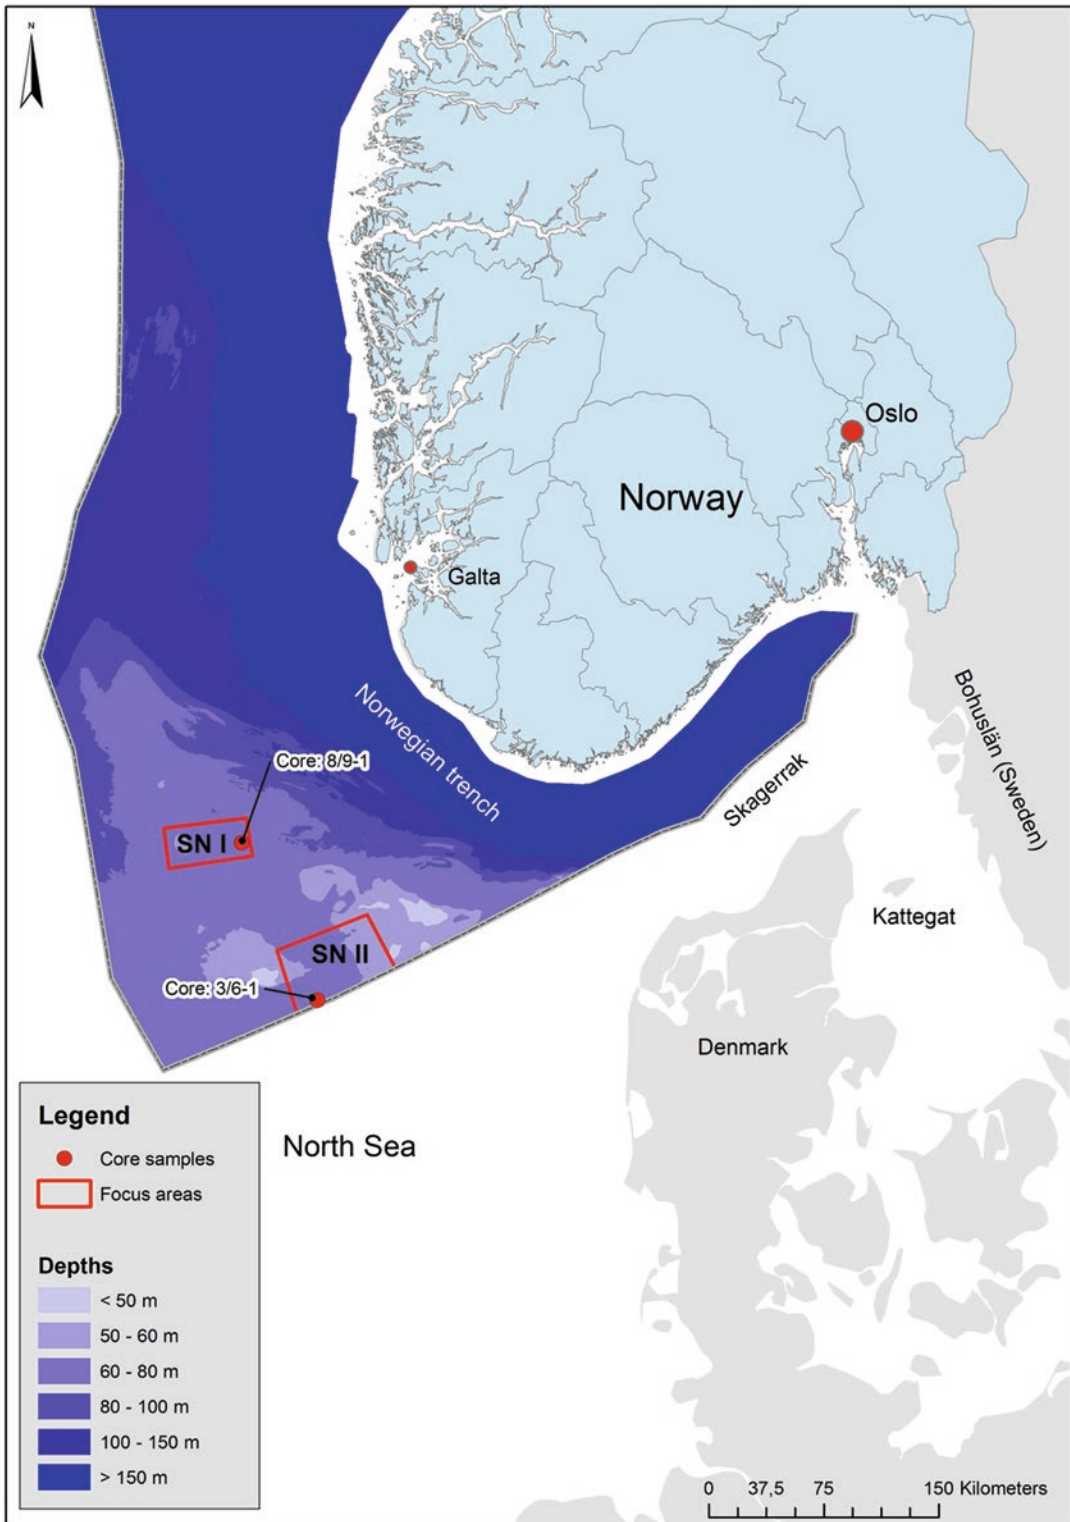 N
Oslo
Norway
Galta
Norwegian trench
Bohuslän (Sweden)
Core: 8/9-1
Skagerrak
SN I
Kattegat
SN II
Core: 3/6-1
Denmark
North Sea
Legend
Core samples
Focus areas
Depths
< 50 m
50 - 60 m
60 - 80 m
80 - 100 m
100 - 150 m
> 150 m
0 37,5 75 150 Kilometers